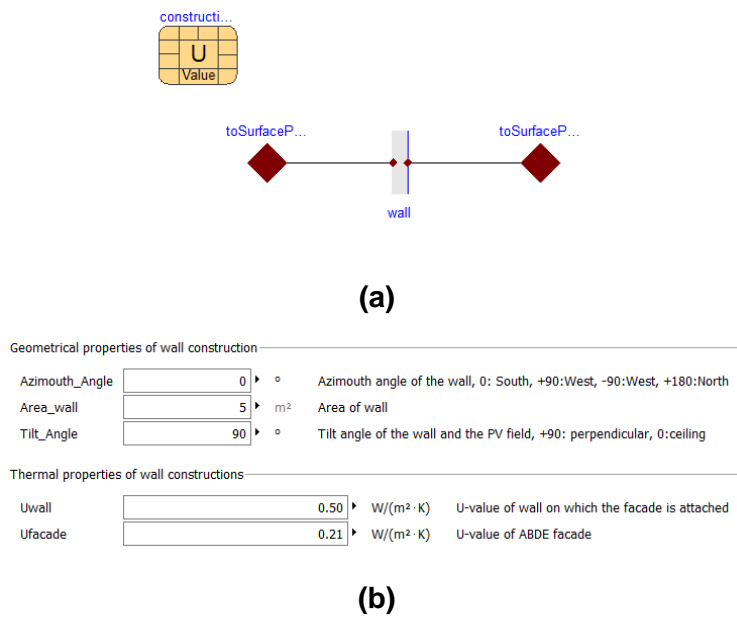 constructi...
U
Value
toSurfaceP... toSurfaceP...
wall
(a)
Geometrical properties of wall construction
Azimouth_Angle 0 ° Azimouth angle of the wall, 0: South, +90:West, -90:West, +180:North
Area_wall 5 m² Area of wall
Tilt_Angle 90 ° Tilt angle of the wall and the PV field, +90: perpendicular, 0:ceiling
Thermal properties of wall constructions
Uwall 0.50 W/(m²·K) U-value of wall on which the facade is attached
Ufacade 0.21 W/(m²·K) U-value of ABDE facade
(b)